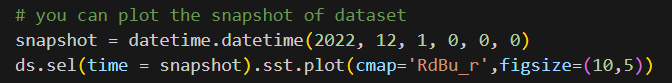 # you can plot the snapshot of dataset
snapshot = datetime.datetime(2022, 12, 1, 0, 0, 0)
ds.sel(time = snapshot).sst.plot(cmap='RdBu_r',figsize=(10,5))